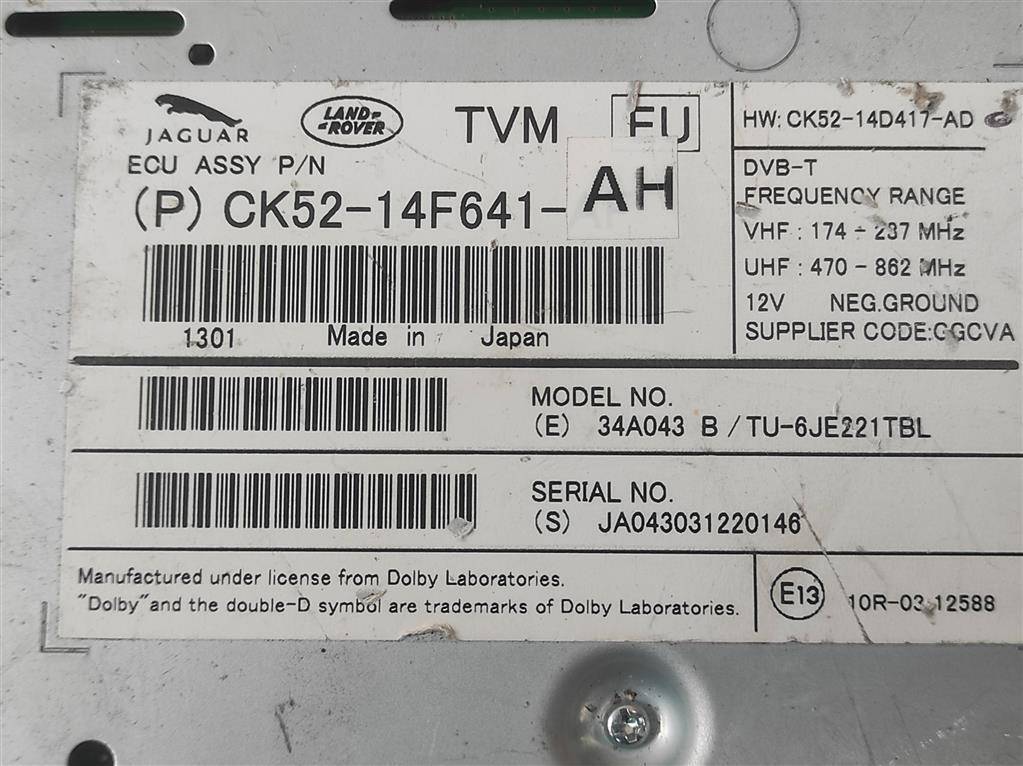 JAGUAR
LAND ROVER
TVM
EU
ECU ASSY P/N
(P) CK52-14F641-AH
1301 Made in Japan
HW: CK52-14D417-AD
DVB-T
FREQUENCY RANGE
VHF : 174 - 237 MHz
UHF : 470 - 862 MHz
12V NEG.GROUND
SUPPLIER CODE:CGCVA
MODEL NO.
(E) 34A043 B / TU-6JE221TBL
SERIAL NO.
(S) JA043031220146
Manufactured under license from Dolby Laboratories.
"Dolby"and the double-D symbol are trademarks of Dolby Laboratories.
E13
10R-03 12588